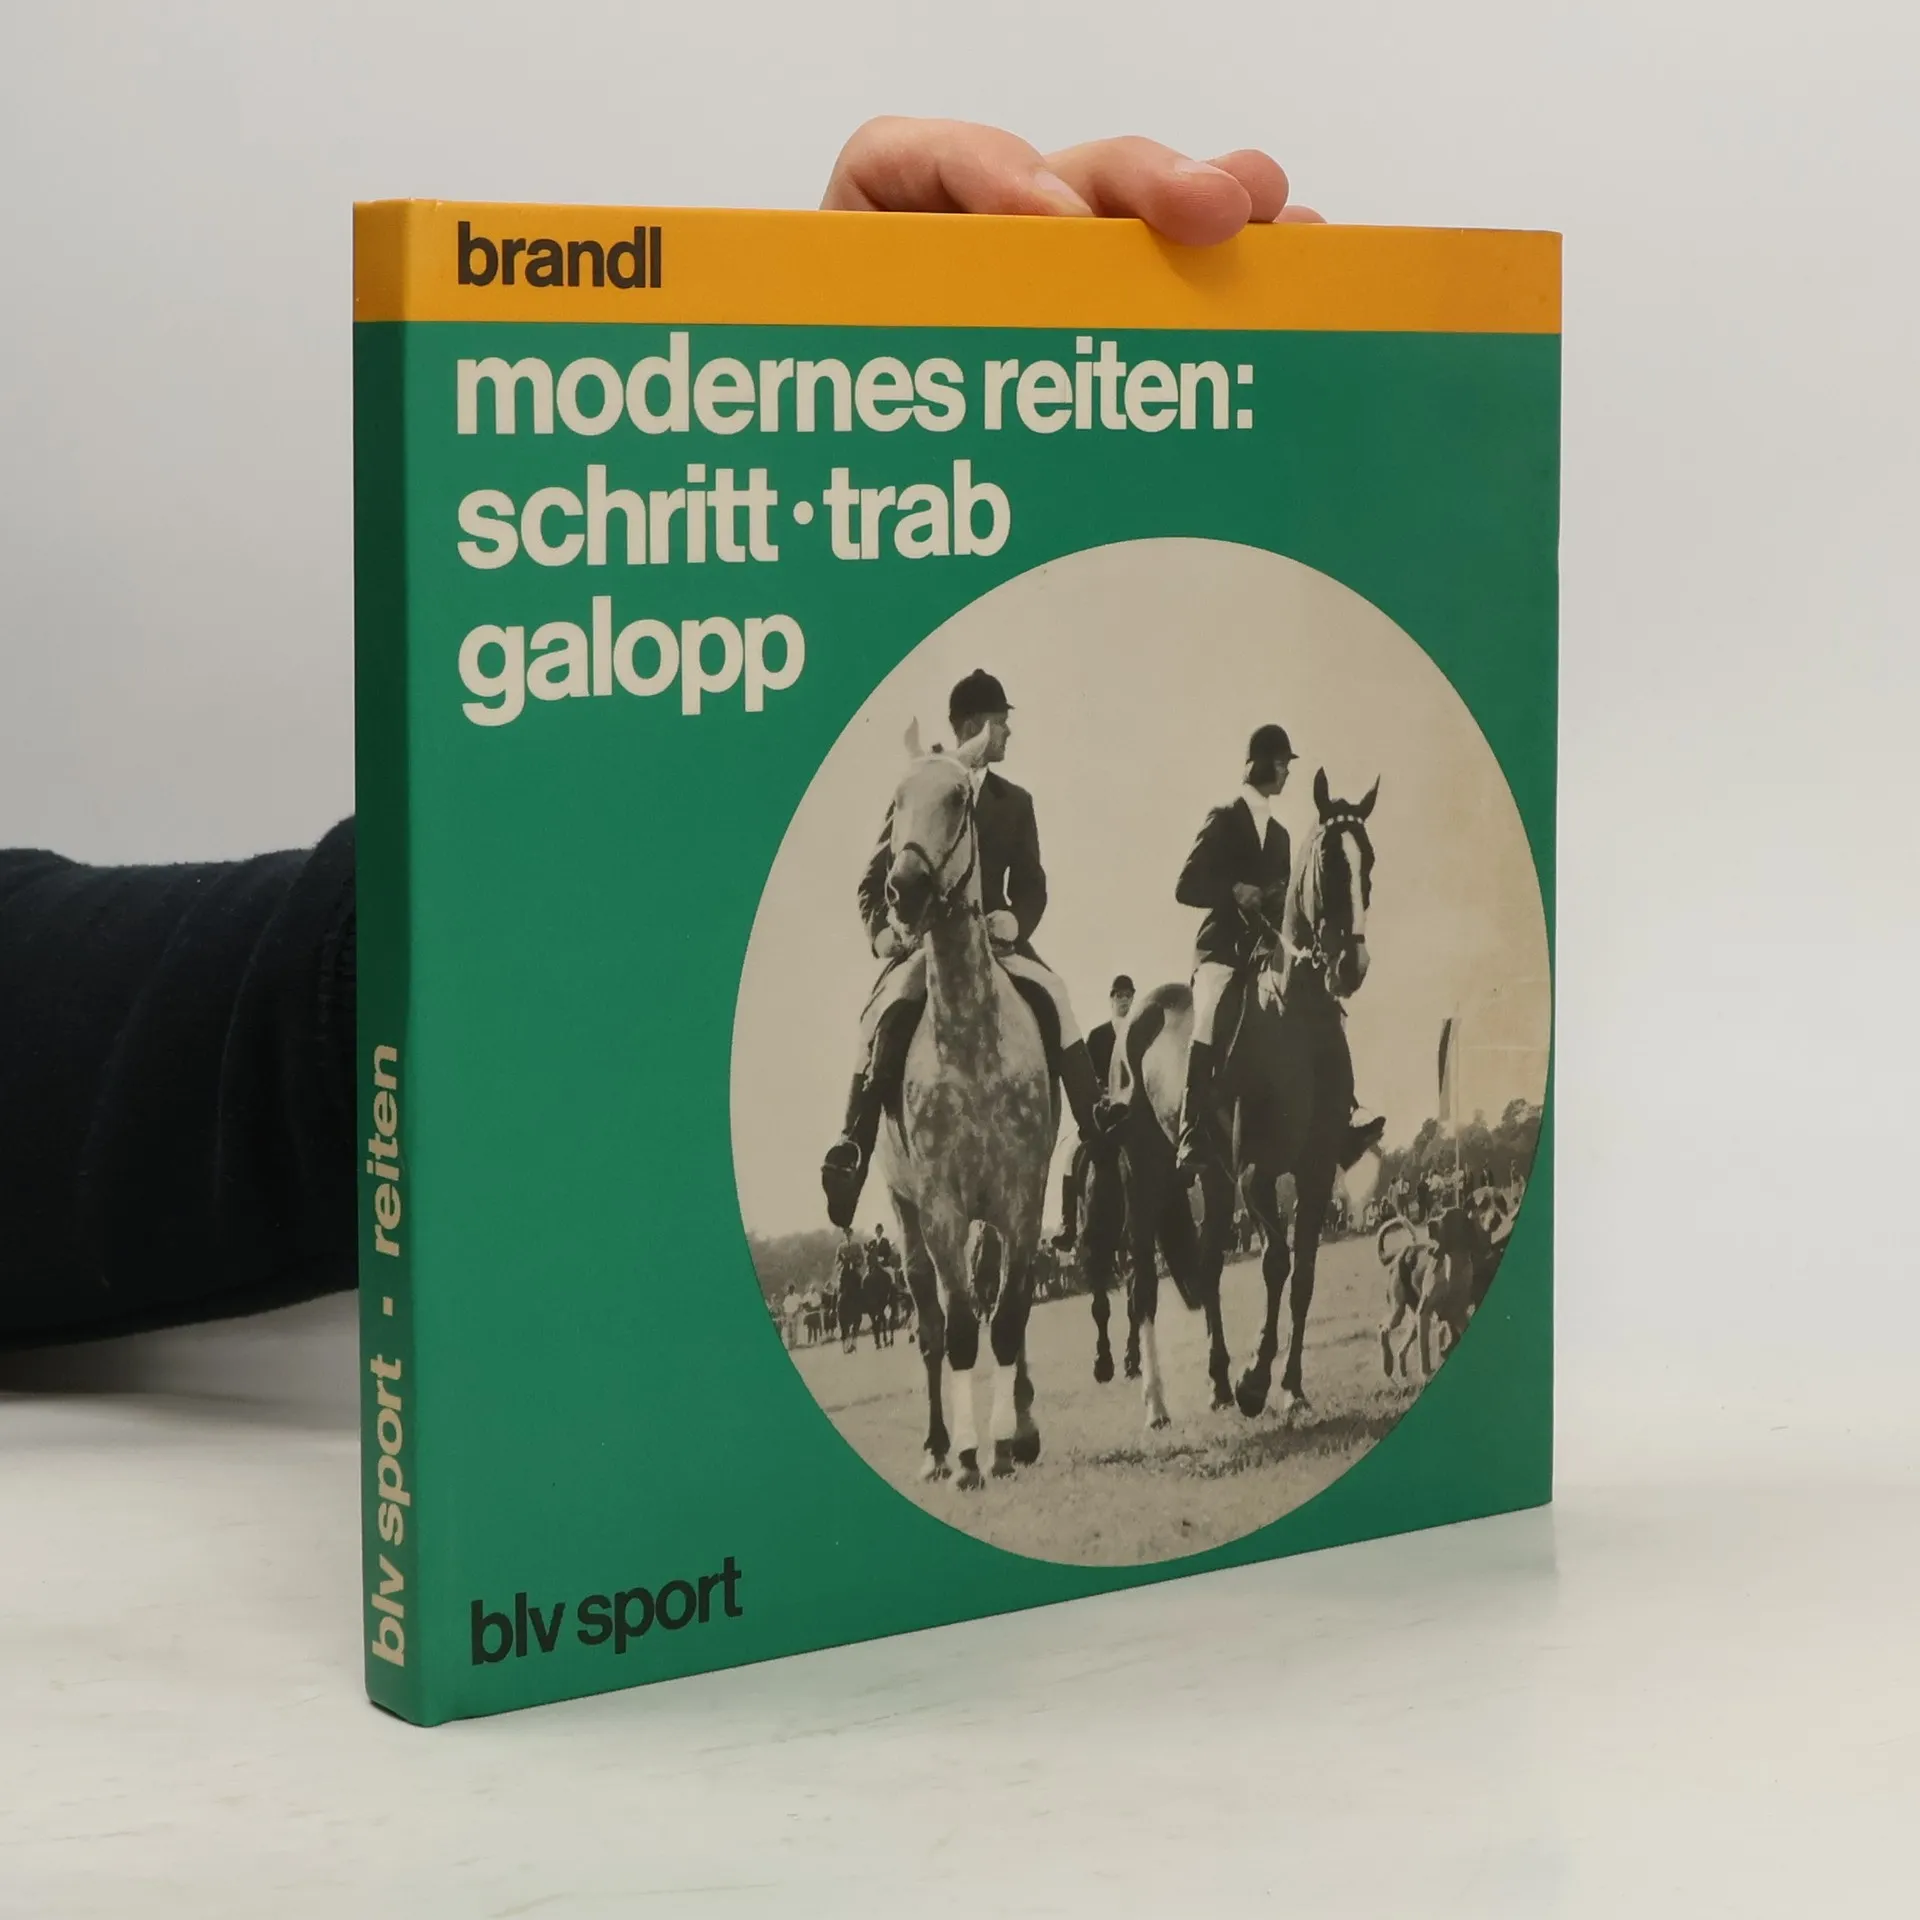 brandl
modernes reiten:
schritt · trab
galopp
blv sport
blv sport · reiten